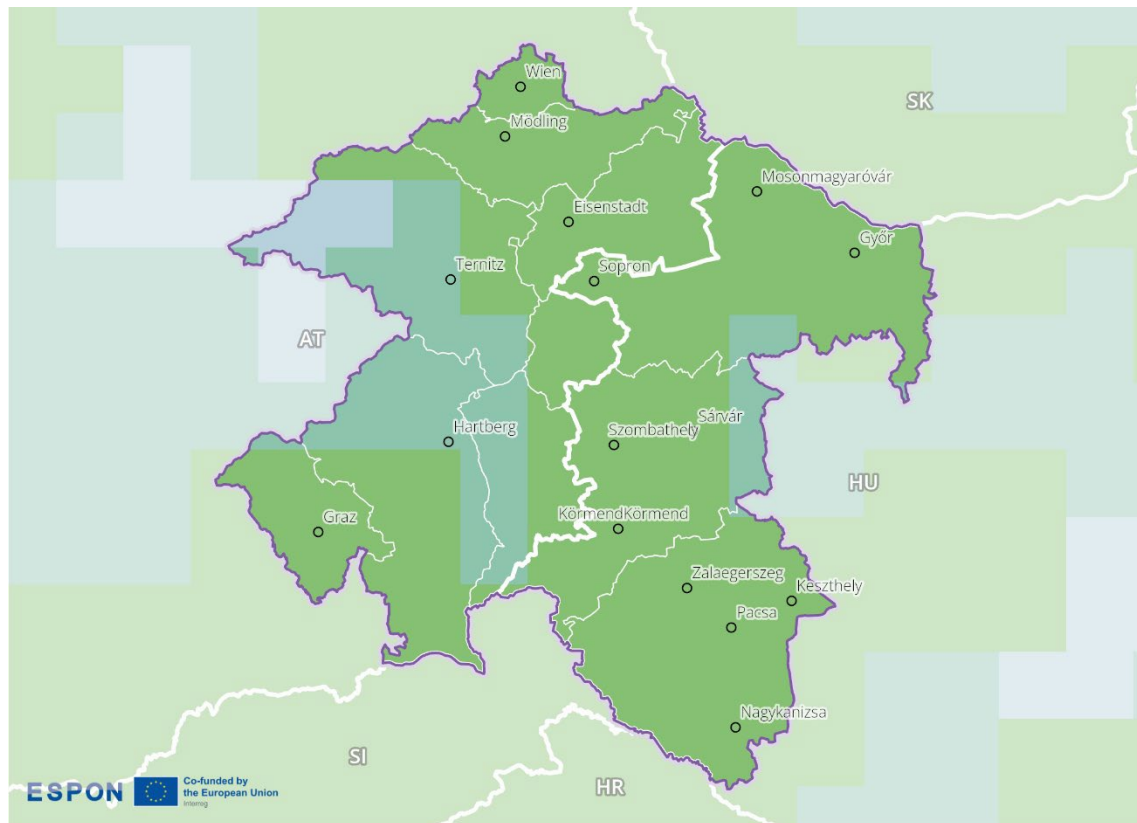 Wien
SK
Mödling
Mosonmagyaróvár
Eisenstadt
Győr
Sopron
Ternitz
AT
Sárvár
Hartberg
Szombathely
HU
KörmendKörmend
Graz
Zalaegerszeg
Keszthely
Pacsa
Nagykanizsa
SI
HR
ESPON
Co-funded by
the European Union
Interreg